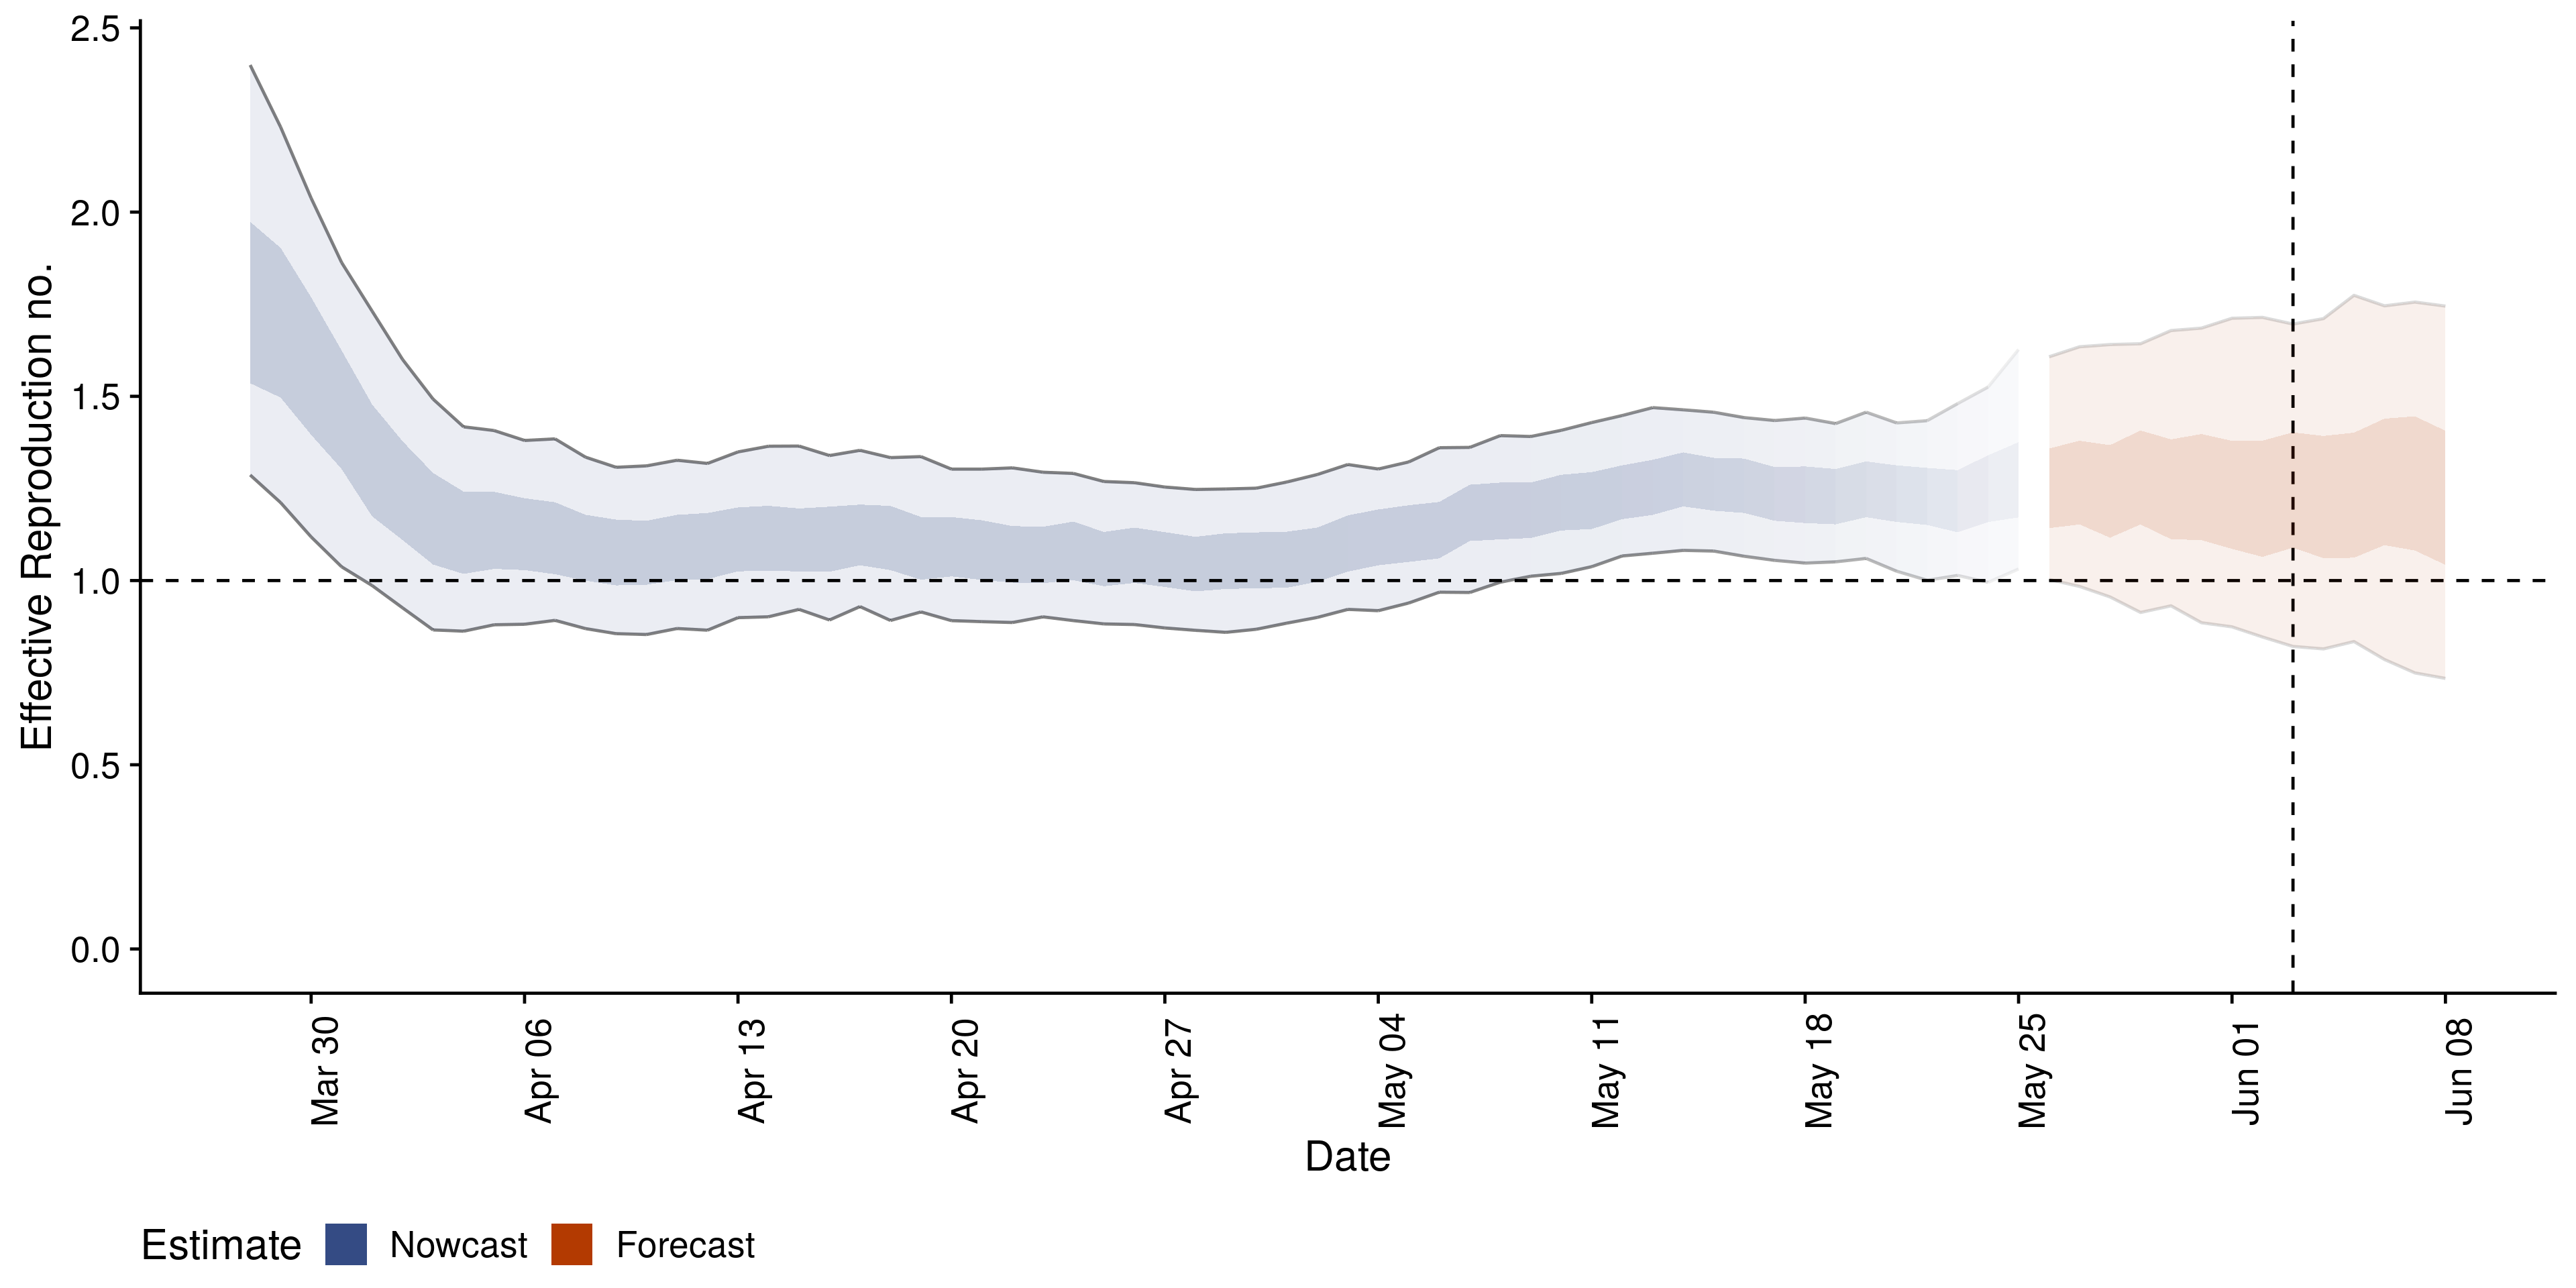 Effective Reproduction no.
2.5
2.0
1.5
1.0
0.5
0.0
Mar 30
Apr 06
Apr 13
Apr 20
Apr 27
May 04
May 11
May 18
May 25
Jun 01
Jun 08
Date
Estimate Nowcast Forecast